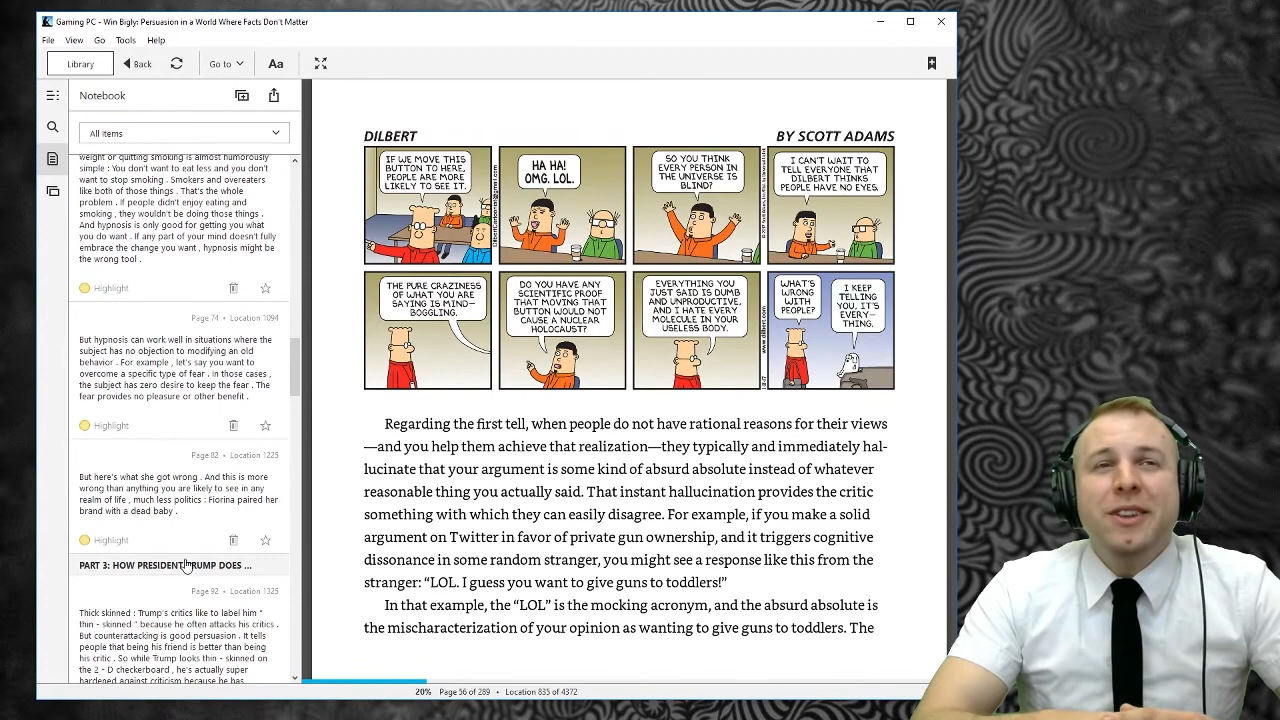 Gaming PC - Win Bigly: Persuasion in a World Where Facts Don't Matter
File View Go Tools Help
Library
Back
Go to
Aa
Notebook
All Items
weight or quitting smoking is almost humorously
simple : You don't want to eat less and you don't
want to stop smoking . Smokers and overeaters
like both of those things . That's the whole
problem . If people didn't enjoy eating and
smoking , they wouldn't be doing those things .
And hypnosis is only good for getting you what
you do want . If any part of your mind doesn't fully
embrace the change you want , hypnosis might be
the wrong tool .
Highlight
Page 74 • Location 1094
But hypnosis can work well in situations where the
subject has no objection to modifying an old
behavior . For example , let's say you want to
overcome a specific type of fear . In those cases ,
the subject has zero desire to keep the fear . The
fear provides no pleasure or other benefit .
Highlight
Page 82 • Location 1225
But here's what she got wrong . And this is more
wrong than anything you are likely to see in any
realm of life , much less politics : Fiorina paired her
brand with a dead baby .
Highlight
PART 3: HOW PRESIDENT TRUMP DOES ...
Page 92 • Location 1325
Thick skinned : Trump's critics like to label him "
thin - skinned " because he often attacks his critics .
But counterattacking is good persuasion . It tells
people that being his friend is better than being
his critic . So while Trump looks thin - skinned on
the 2 - D checkerboard , he's actually super
hardened against criticism because he has
DILBERT
BY SCOTT ADAMS
IF WE MOVE THIS
BUTTON TO HERE,
PEOPLE ARE MORE
LIKELY TO SEE IT.
HA HA!
OMG. LOL.
SO YOU THINK
EVERY PERSON IN
THE UNIVERSE IS
BLIND?
I CAN'T WAIT TO
TELL EVERYONE THAT
DILBERT THINKS
PEOPLE HAVE NO EYES.
THE PURE CRAZINESS
OF WHAT YOU ARE
SAYING IS MIND—
BOGGLING.
DO YOU HAVE ANY
SCIENTIFIC PROOF
THAT MOVING THAT
BUTTON WOULD NOT
CAUSE A NUCLEAR
HOLOCAUST?
EVERYTHING YOU
JUST SAID IS DUMB
AND UNPRODUCTIVE,
AND I HATE EVERY
MOLECULE IN YOUR
USELESS BODY.
www.dilbert.com
WHAT'S
WRONG
WITH
PEOPLE?
I KEEP
TELLING
YOU, IT'S
EVERY—
THING.
Regarding the first tell, when people do not have rational reasons for their views
—and you help them achieve that realization—they typically and immediately hal-
lucinate that your argument is some kind of absurd absolute instead of whatever
reasonable thing you actually said. That instant hallucination provides the critic
something with which they can easily disagree. For example, if you make a solid
argument on Twitter in favor of private gun ownership, and it triggers cognitive
dissonance in some random stranger, you might see a response like this from the
stranger: “LOL. I guess you want to give guns to toddlers!”
In that example, the “LOL” is the mocking acronym, and the absurd absolute is
the mischaracterization of your opinion as wanting to give guns to toddlers. The
20% Page 56 of 289 • Location 835 of 4372